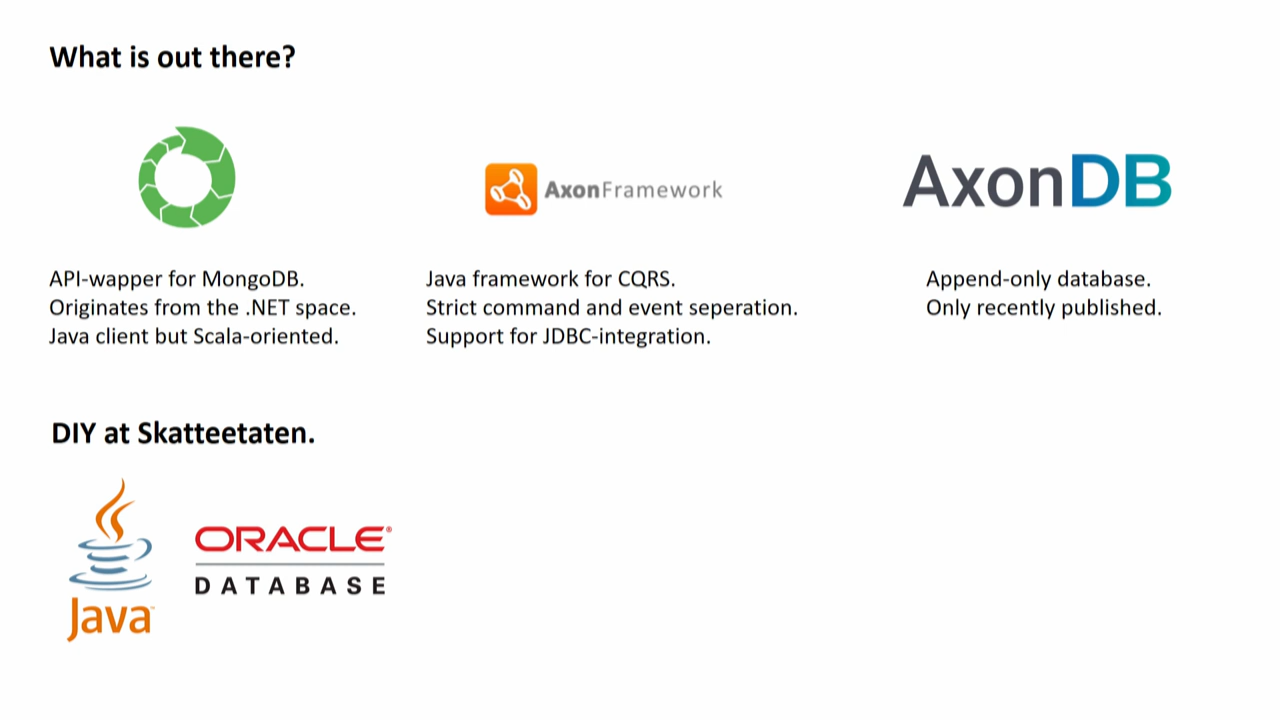 What is out there?
AxonFramework
AxonDB
API-wapper for MongoDB.
Originates from the .NET space.
Java client but Scala-oriented.
Java framework for CQRS.
Strict command and event seperation.
Support for JDBC-integration.
Append-only database.
Only recently published.
DIY at Skatteetaten.
Java™
ORACLE®
DATABASE